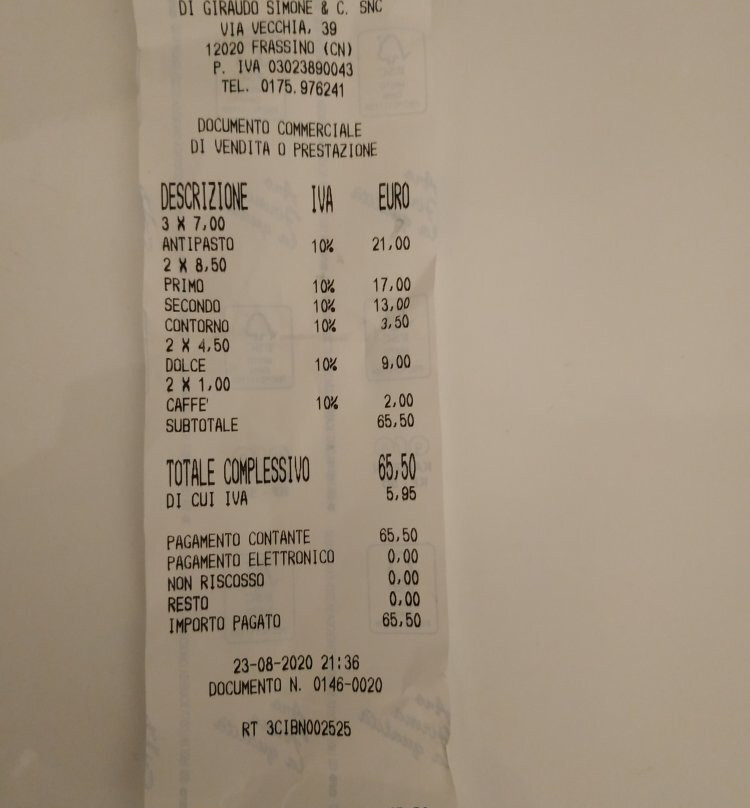 DI GIRAUDO SIMONE & C. SNC
VIA VECCHIA, 39
12020 FRASSINO (CN)
P. IVA 03023890043
TEL. 0175.976241
DOCUMENTO COMMERCIALE
DI VENDITA O PRESTAZIONE
DESCRIZIONE IVA EURO
3 X 7,00
ANTIPASTO 10% 21,00
2 X 8,50
PRIMO 10% 17,00
SECONDO 10% 13,00
CONTORNO 10% 3,50
2 X 4,50
DOLCE 10% 9,00
2 X 1,00
CAFFE' 10% 2,00
SUBTOTALE 65,50
TOTALE COMPLESSIVO 65,50
DI CUI IVA 5,95
PAGAMENTO CONTANTE 65,50
PAGAMENTO ELETTRONICO 0,00
NON RISCOSSO 0,00
RESTO 0,00
IMPORTO PAGATO 65,50
23-08-2020 21:36
DOCUMENTO N. 0146-0020
RT 3CIBN002525